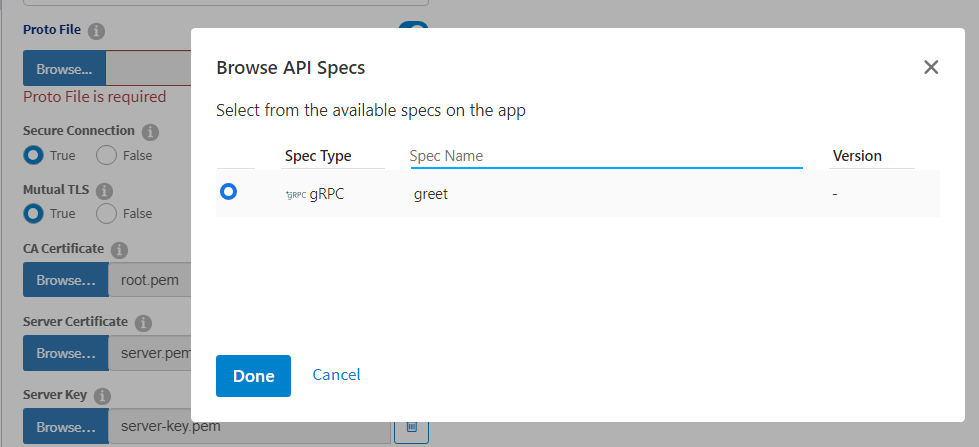 Proto File
Browse...
Proto File is required
Secure Connection
True False
Mutual TLS
True False
CA Certificate
Browse... root.pem
Server Certificate
Browse... server.pem
Server Key
Browse... server-key.pem
Browse API Specs
Select from the available specs on the app
Spec Type Spec Name Version
gRPC gRPC greet -
Done Cancel